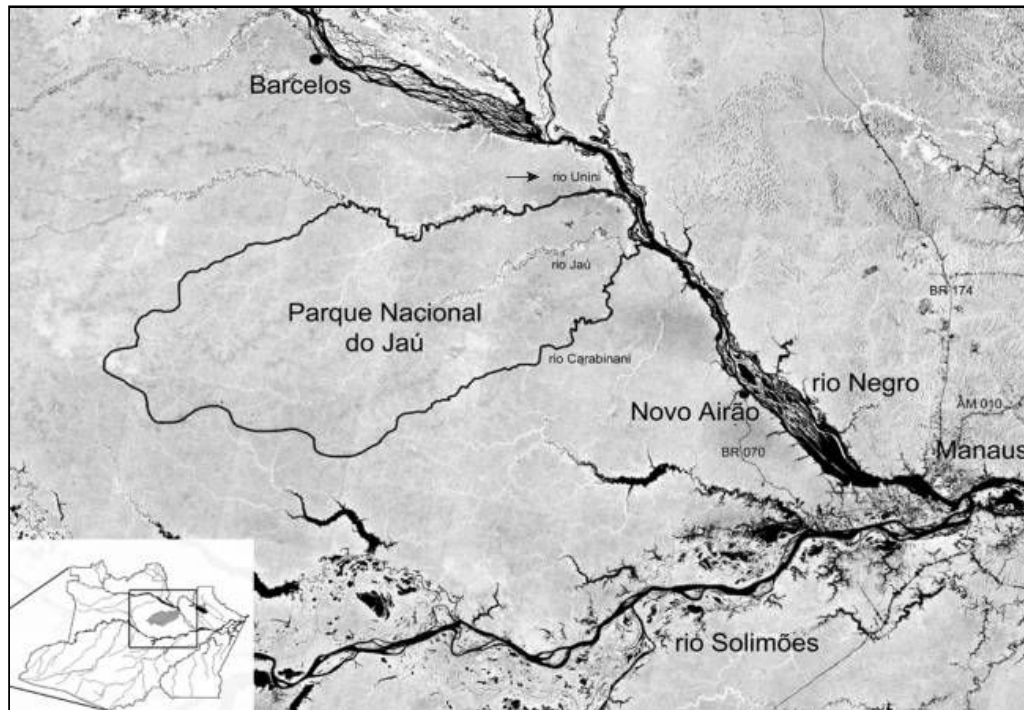 Barcelos
rio Unini
rio Jaú
BR 174
Parque Nacional
do Jaú
rio Carabinani
rio Negro
Novo Airão
AM 010
Manaus
BR 070
rio Solimões